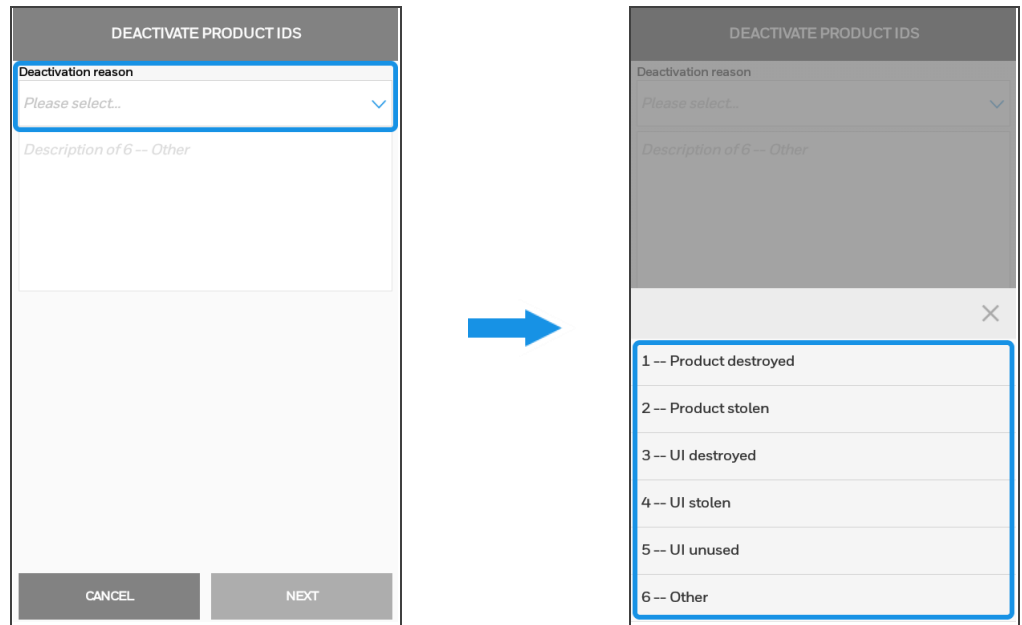 DEACTIVATE PRODUCT IDS
Deactivation reason
Please select...
Description of 6 -- Other
CANCEL
NEXT
DEACTIVATE PRODUCT IDS
Deactivation reason
Please select...
Description of 6 -- Other
1 -- Product destroyed
2 -- Product stolen
3 -- UI destroyed
4 -- UI stolen
5 -- UI unused
6 -- Other